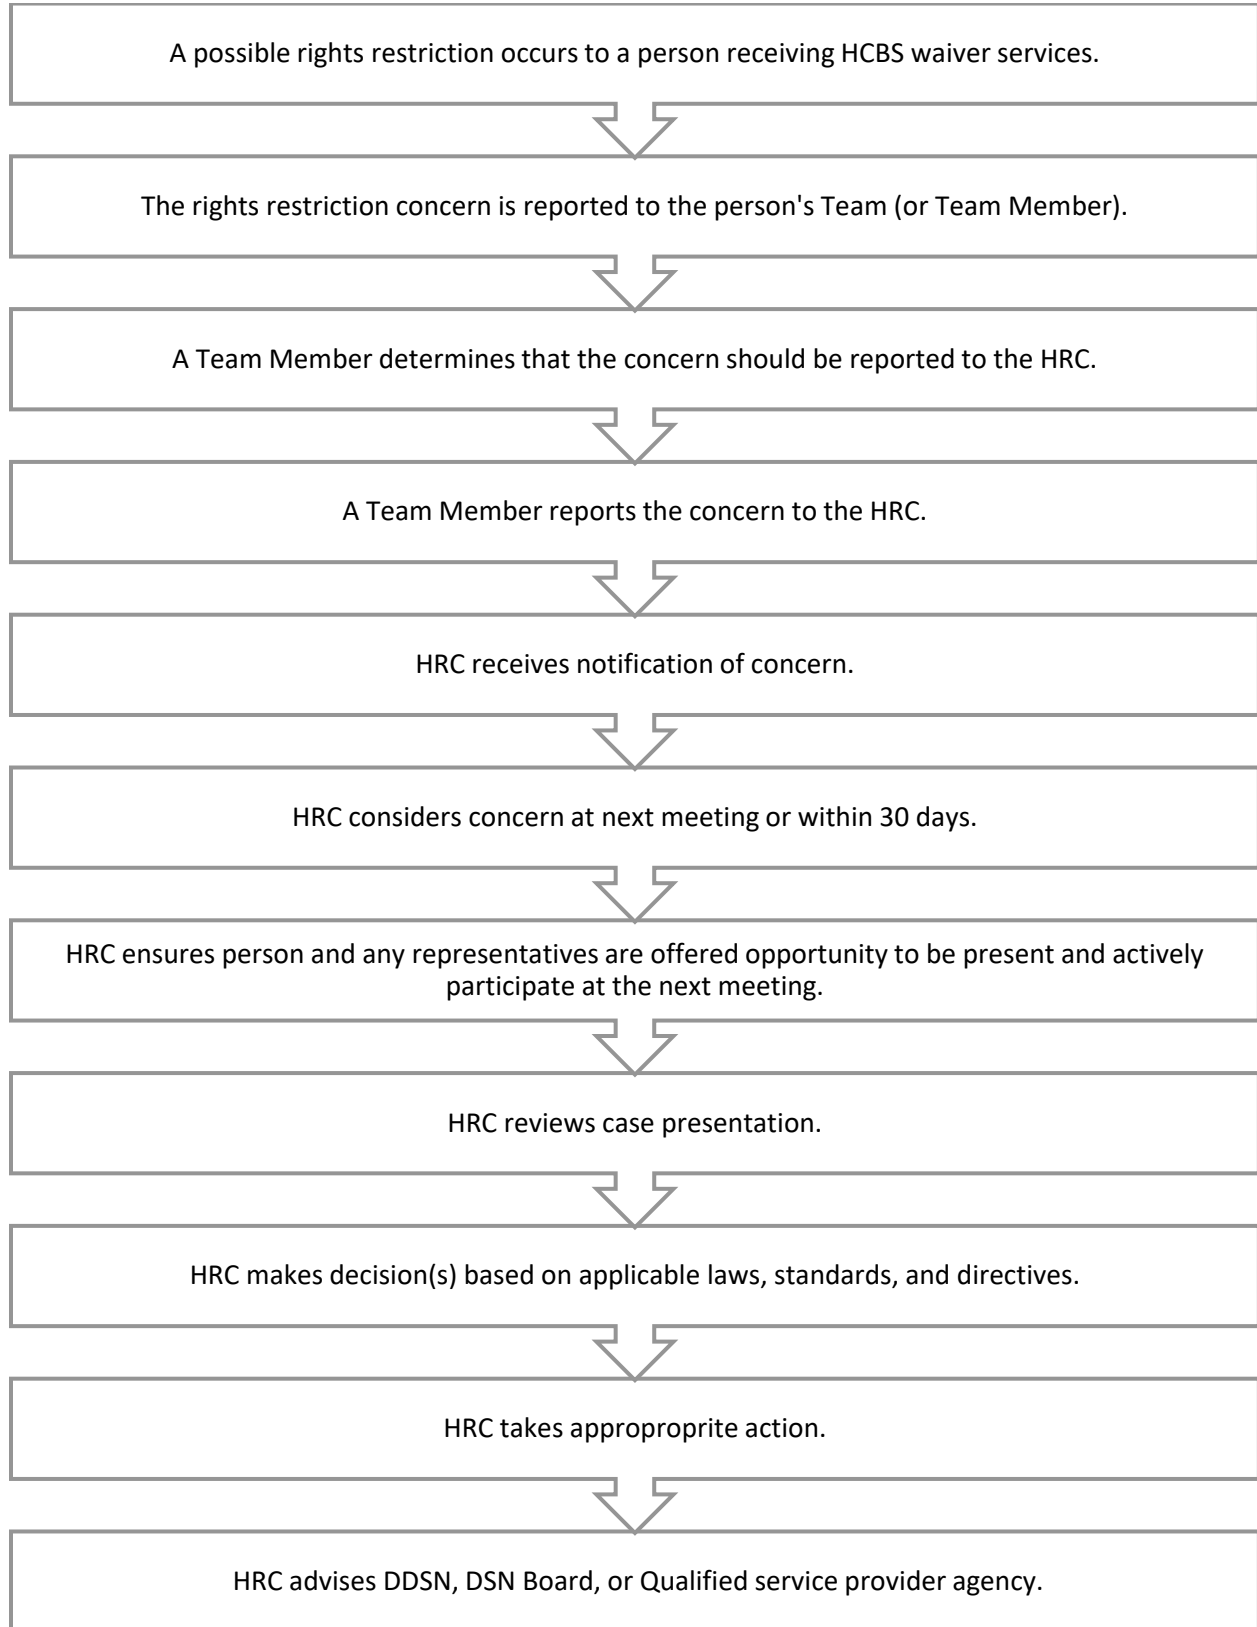 A possible rights restriction occurs to a person receiving HCBS waiver services.
The rights restriction concern is reported to the person's Team (or Team Member).
A Team Member determines that the concern should be reported to the HRC.
A Team Member reports the concern to the HRC.
HRC receives notification of concern.
HRC considers concern at next meeting or within 30 days.
HRC ensures person and any representatives are offered opportunity to be present and actively
participate at the next meeting.
HRC reviews case presentation.
HRC makes decision(s) based on applicable laws, standards, and directives.
HRC takes appropoprite action.
HRC advises DDSN, DSN Board, or Qualified service provider agency.